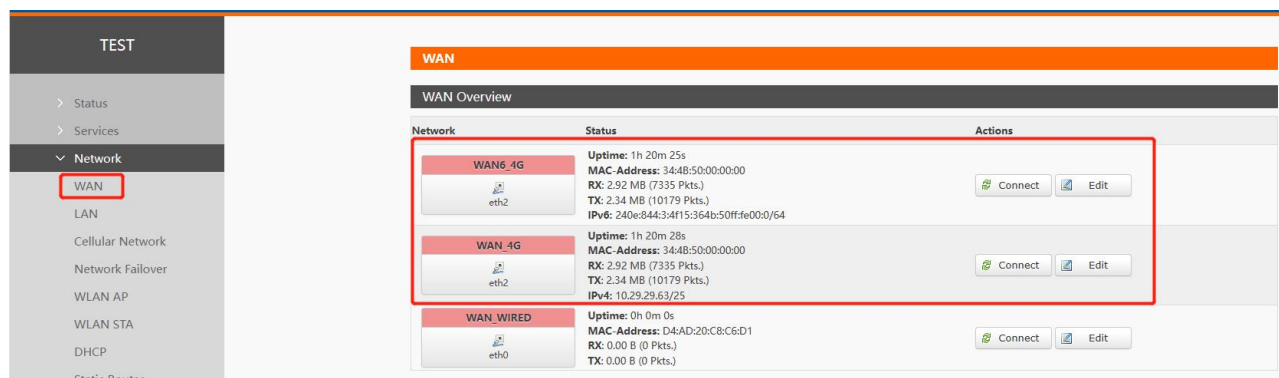 TEST
WAN
Status
Services
Network
WAN
LAN
Cellular Network
Network Failover
WLAN AP
WLAN STA
DHCP
WAN Overview
Network Status Actions
WAN6_4G
eth2
Uptime: 1h 20m 25s
MAC-Address: 34:4B:50:00:00:00
RX: 2.92 MB (7335 Pkts.)
TX: 2.34 MB (10179 Pkts.)
IPv6: 240e:844:3:4f15:364b:50ff:fe00:0/64
Connect Edit
WAN_4G
eth2
Uptime: 1h 20m 28s
MAC-Address: 34:4B:50:00:00:00
RX: 2.92 MB (7335 Pkts.)
TX: 2.34 MB (10179 Pkts.)
IPv4: 10.29.29.63/25
Connect Edit
WAN_WIRED
eth0
Uptime: 0h 0m 0s
MAC-Address: D4:AD:20:C8:C6:D1
RX: 0.00 B (0 Pkts.)
TX: 0.00 B (0 Pkts.)
Connect Edit